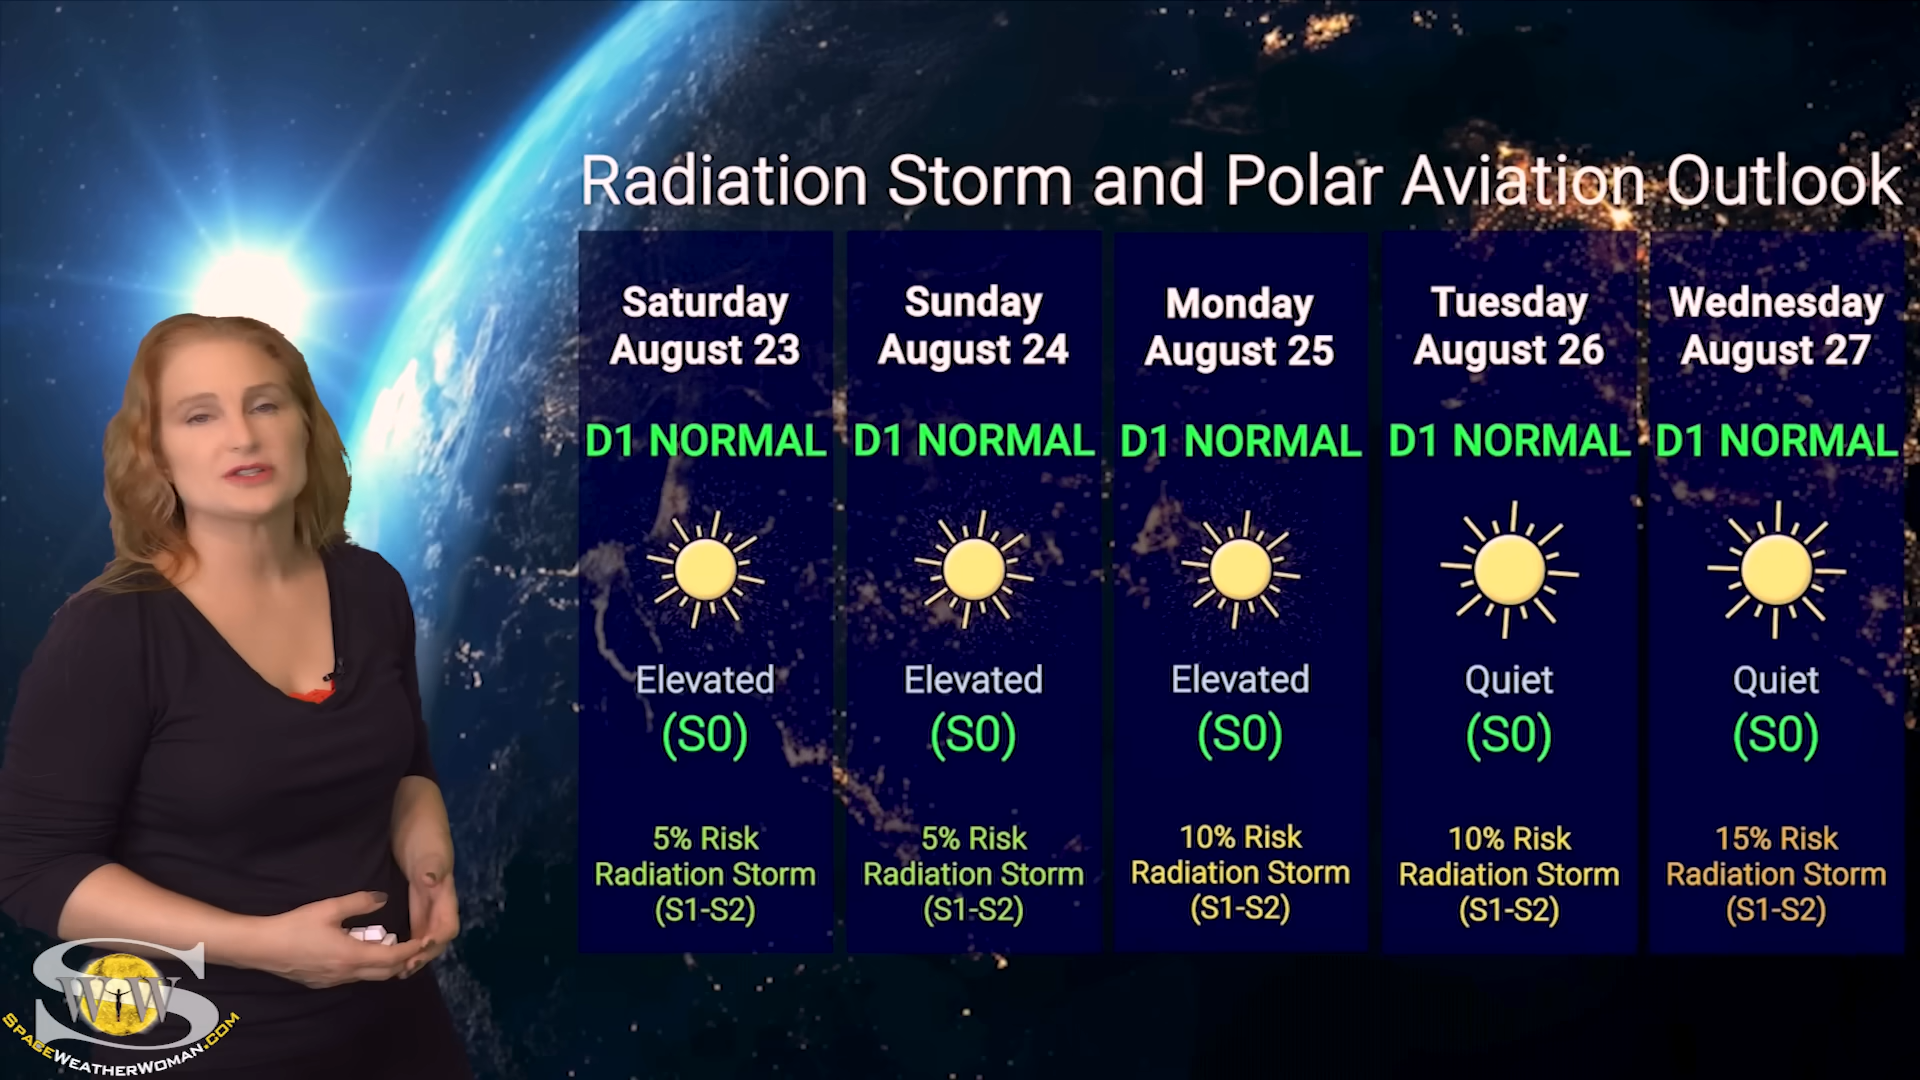 Radiation Storm and Polar Aviation Outlook
Saturday
August 23
D1 NORMAL
Elevated
(S0)
5% Risk
Radiation Storm
(S1-S2)
Sunday
August 24
D1 NORMAL
Elevated
(S0)
5% Risk
Radiation Storm
(S1-S2)
Monday
August 25
D1 NORMAL
Elevated
(S0)
10% Risk
Radiation Storm
(S1-S2)
Tuesday
August 26
D1 NORMAL
Quiet
(S0)
10% Risk
Radiation Storm
(S1-S2)
Wednesday
August 27
D1 NORMAL
Quiet
(S0)
15% Risk
Radiation Storm
(S1-S2)
SWW
SPACEWEATHERWOMAN.COM